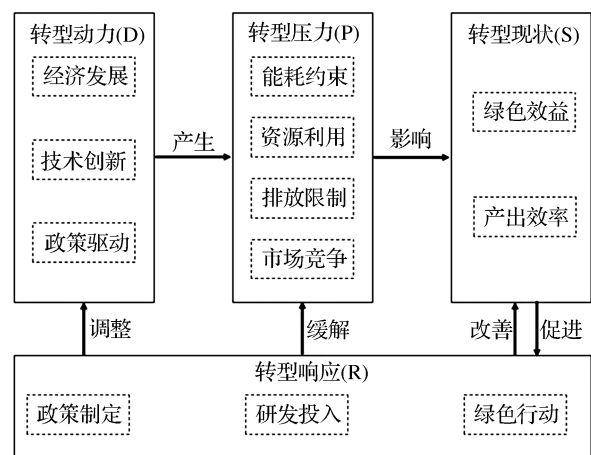 转型动力(D)
经济发展
技术创新
政策驱动
产生
转型压力(P)
能耗约束
资源利用
排放限制
市场竞争
影响
转型现状(S)
绿色效益
产出效率
调整
缓解
改善
促进
转型响应(R)
政策制定
研发投入
绿色行动